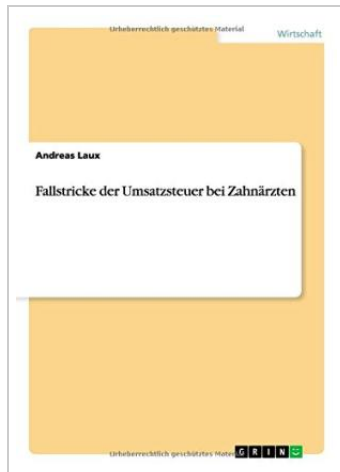 Urheberrechtlich geschütztes Material
Wirtschaft
Andreas Laux
Fallstricke der Umsatzsteuer bei Zahnärzten
Urheberrechtlich geschütztes Material
GRIN